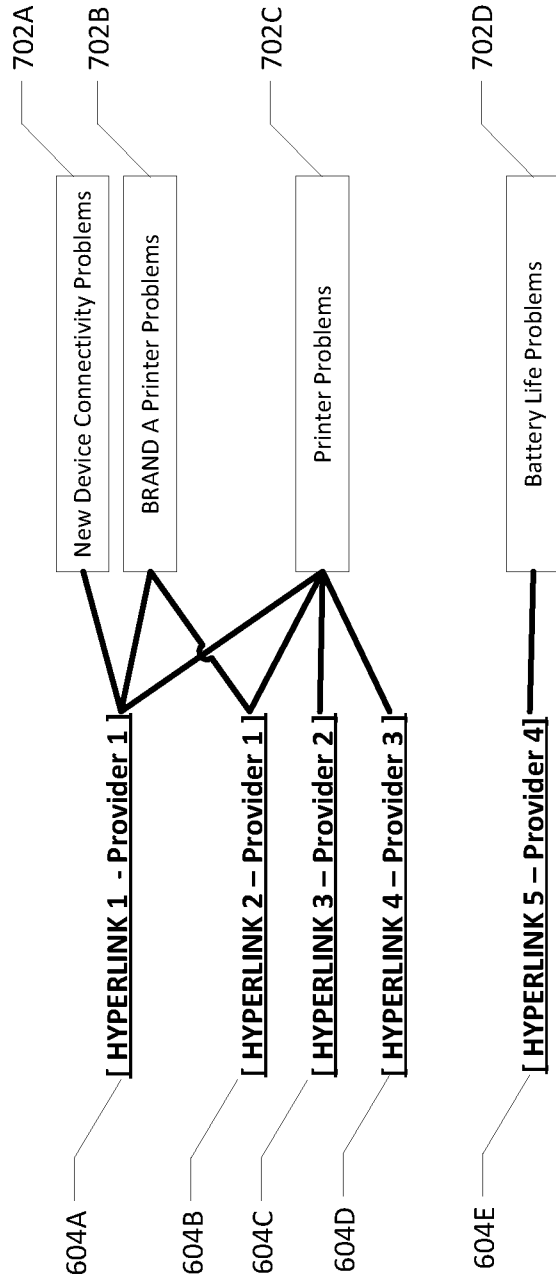 604A
[ HYPERLINK 1 - Provider 1 ]
604B
[ HYPERLINK 2 – Provider 1 ]
604C
[ HYPERLINK 3 – Provider 2 ]
604D
[ HYPERLINK 4 – Provider 3 ]
604E
[ HYPERLINK 5 – Provider 4]
New Device Connectivity Problems
702A
BRAND A Printer Problems
702B
Printer Problems
702C
Battery Life Problems
702D